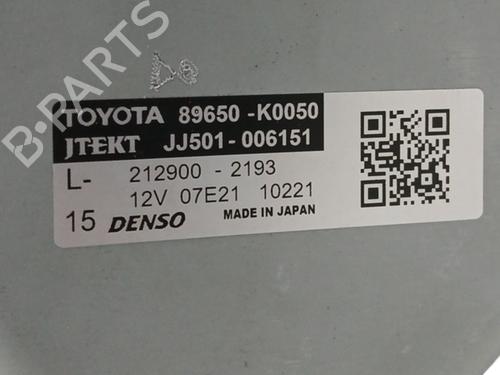 B-PARTS
TOYOTA 89650-K0050
JTEKT JJ501-006151
L- 212900-2193
12V 07E21 10221
15 DENSO MADE IN JAPAN